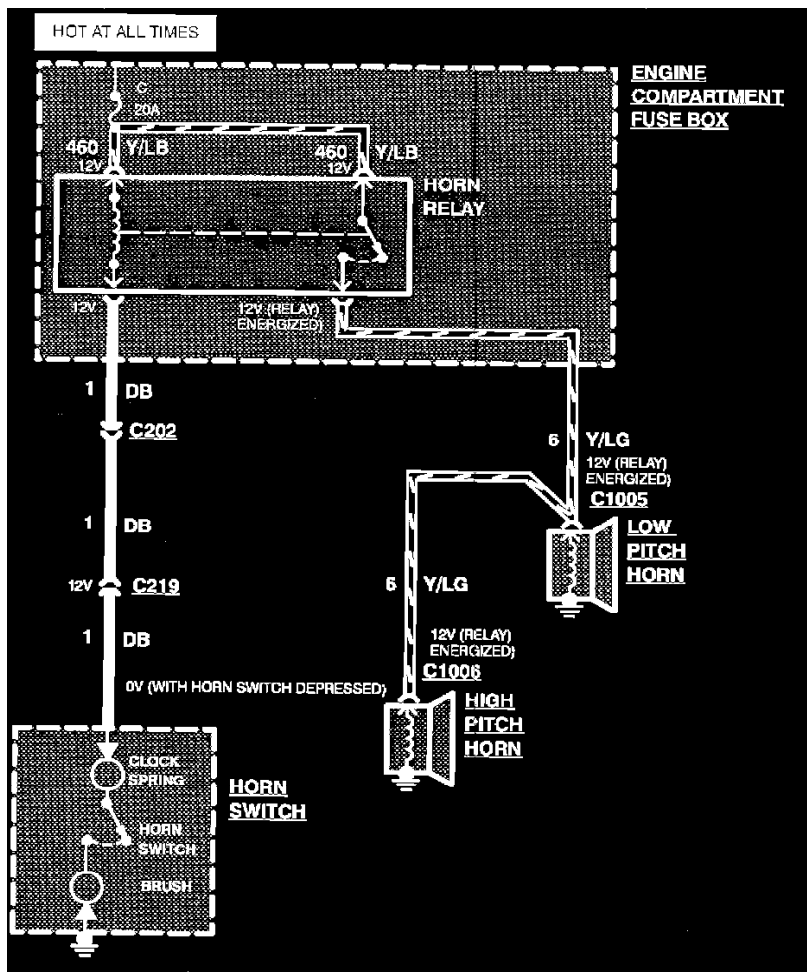 HOT AT ALL TIMES
ENGINE
COMPARTMENT
FUSE BOX
C
20A
460 Y/LB
12V
460 Y/LB
12V
HORN
RELAY
12V
12V (RELAY)
ENERGIZED)
1 DB
C202
6 Y/LG
12V (RELAY)
ENERGIZED)
C1005
LOW
PITCH
HORN
1 DB
12V C219
6 Y/LG
1 DB
12V (RELAY)
ENERGIZED)
C1006
0V (WITH HORN SWITCH DEPRESSED)
HIGH
PITCH
HORN
CLOCK
SPRING
HORN
SWITCH
HORN
SWITCH
BRUSH